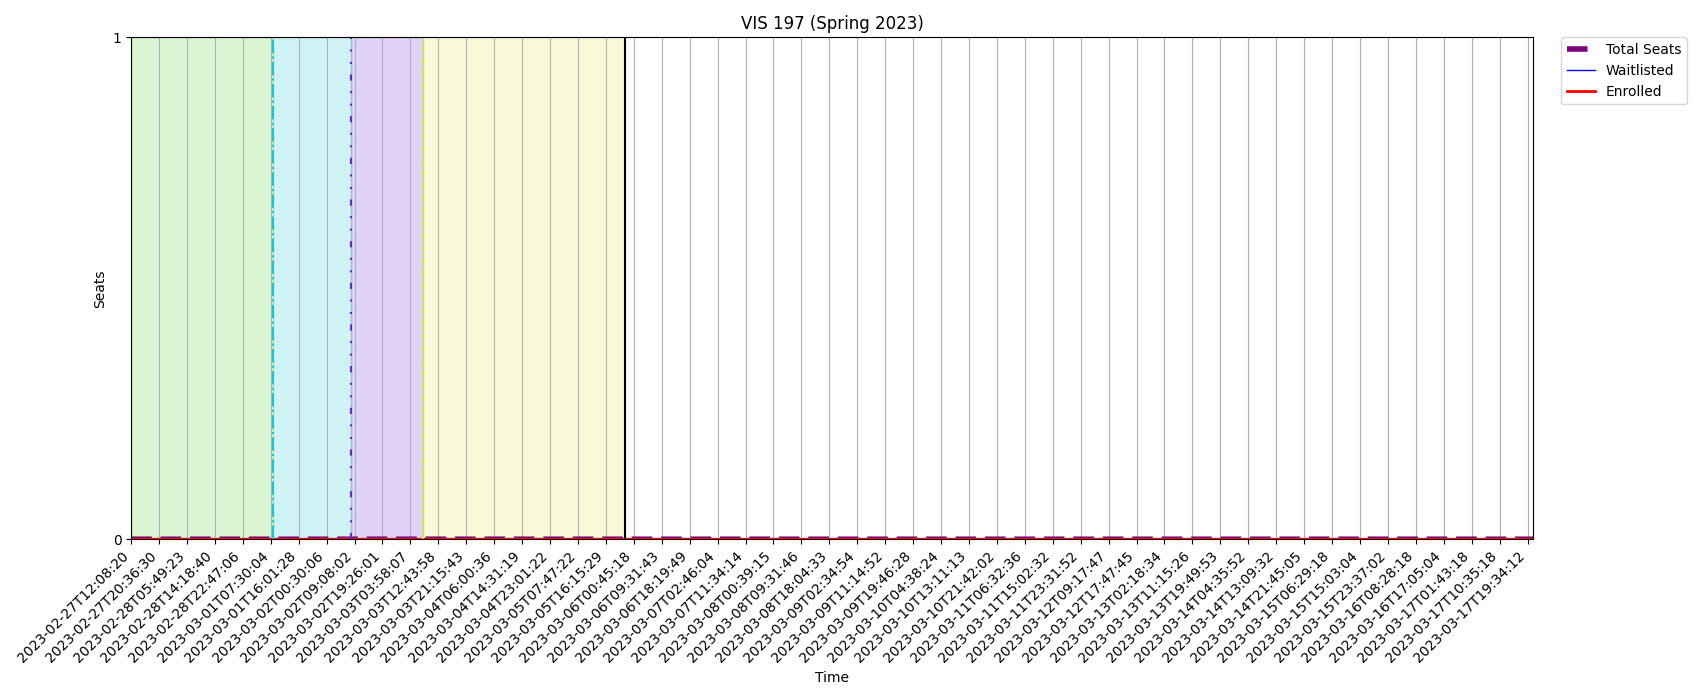 VIS 197 (Spring 2023)
Total Seats
Waitlisted
Enrolled
1
0
Seats
2023-02-27T12:08:20
2023-02-27T20:36:30
2023-02-28T05:49:23
2023-02-28T14:18:40
2023-02-28T22:47:06
2023-03-01T07:30:04
2023-03-01T16:01:28
2023-03-02T00:30:06
2023-03-02T09:08:02
2023-03-02T19:26:01
2023-03-03T03:58:07
2023-03-03T12:43:58
2023-03-03T21:15:43
2023-03-04T06:00:36
2023-03-04T14:31:19
2023-03-04T23:01:22
2023-03-05T07:47:22
2023-03-05T16:15:29
2023-03-06T00:45:18
2023-03-06T09:31:43
2023-03-06T18:19:49
2023-03-07T02:46:04
2023-03-07T11:34:14
2023-03-08T00:39:15
2023-03-08T09:31:46
2023-03-08T18:04:33
2023-03-09T02:34:54
2023-03-09T11:14:52
2023-03-09T19:46:28
2023-03-10T04:38:24
2023-03-10T13:11:13
2023-03-10T21:42:02
2023-03-11T06:32:36
2023-03-11T15:02:32
2023-03-11T23:31:52
2023-03-12T09:17:47
2023-03-12T17:47:45
2023-03-13T02:18:34
2023-03-13T11:15:26
2023-03-13T19:49:53
2023-03-14T04:35:52
2023-03-14T13:09:32
2023-03-14T21:45:05
2023-03-15T06:29:18
2023-03-15T15:03:04
2023-03-15T23:37:02
2023-03-16T08:28:18
2023-03-16T17:05:04
2023-03-17T01:43:18
2023-03-17T10:35:18
2023-03-17T19:34:12
Time